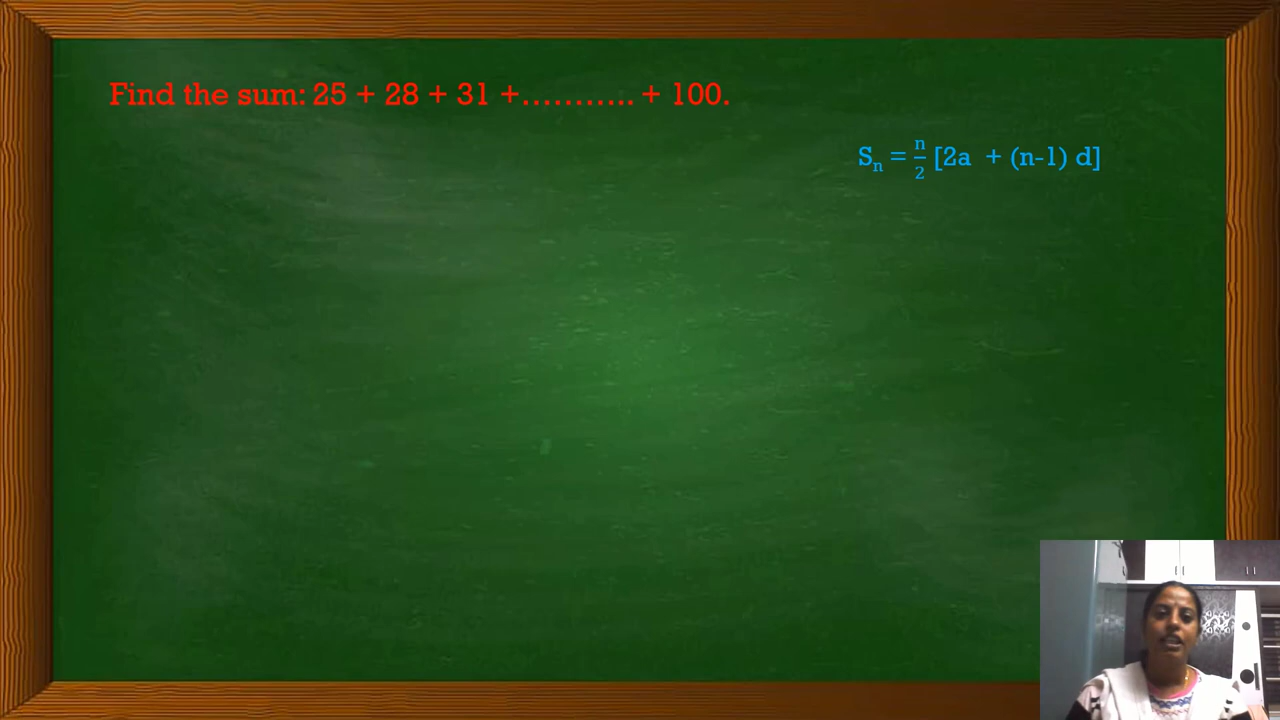 Find the sum: 25 + 28 + 31 +……….. + 100.
Sₙ = n/2 [2a + (n-1) d]